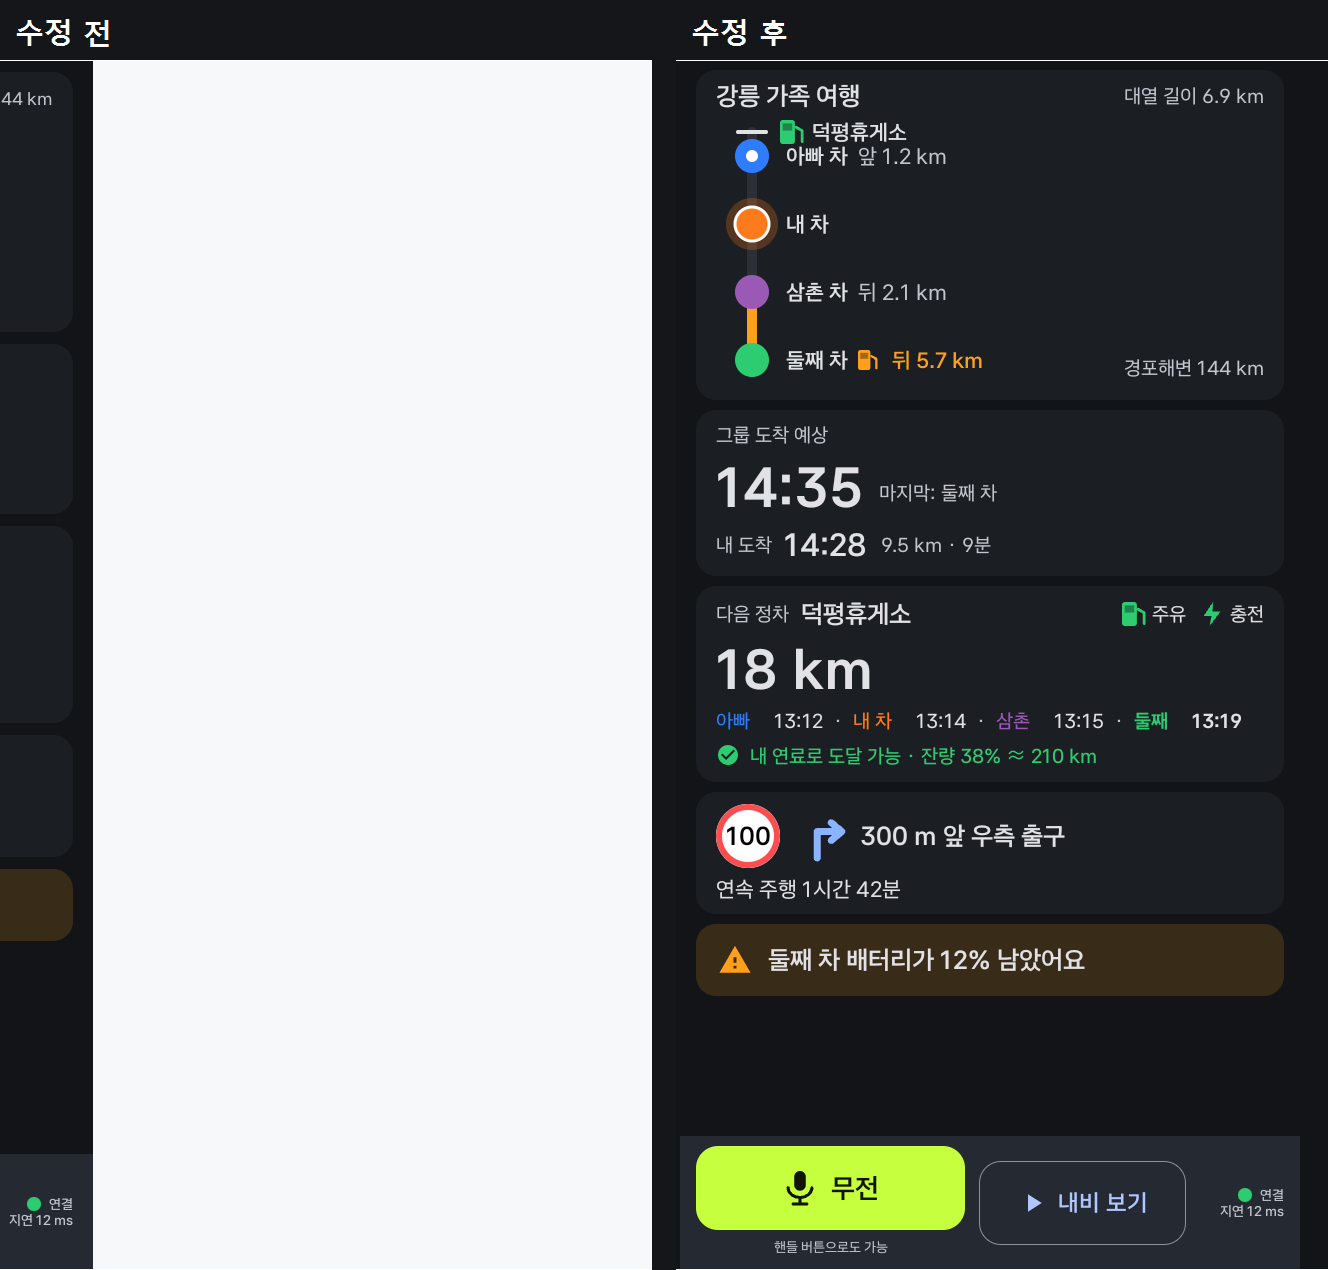 수정 전
44 km
연결
지연 12 ms
수정 후
강릉 가족 여행
대열 길이 6.9 km
덕평휴게소
아빠 차 앞 1.2 km
내 차
삼촌 차 뒤 2.1 km
둘째 차 뒤 5.7 km
경포해변 144 km
그룹 도착 예상
14:35 마지막: 둘째 차
내 도착 14:28 9.5 km · 9분
다음 정차 덕평휴게소 주유 충전
18 km
아빠 13:12 · 내 차 13:14 · 삼촌 13:15 · 둘째 13:19
내 연료로 도달 가능 · 잔량 38% ≈ 210 km
100 300 m 앞 우측 출구
연속 주행 1시간 42분
둘째 차 배터리가 12% 남았어요
무전
내비 보기
연결
지연 12 ms
핸들 버튼으로도 가능